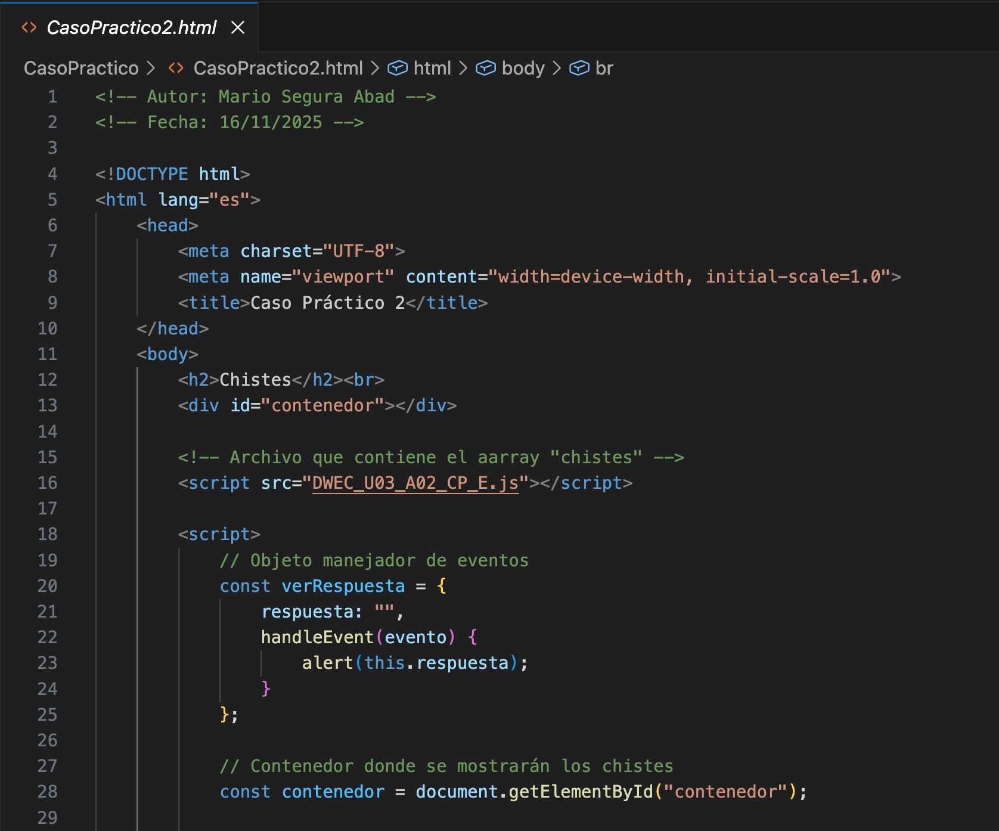 CasoPractico2.html
CasoPractico > CasoPractico2.html > html > body > br
1 <!-- Autor: Mario Segura Abad -->
2 <!-- Fecha: 16/11/2025 -->
3
4 <!DOCTYPE html>
5 <html lang="es">
6 <head>
7 <meta charset="UTF-8">
8 <meta name="viewport" content="width=device-width, initial-scale=1.0">
9 <title>Caso Práctico 2</title>
10 </head>
11 <body>
12 <h2>Chistes</h2><br>
13 <div id="contenedor"></div>
14
15 <!-- Archivo que contiene el aarray "chistes" -->
16 <script src="DWEC_U03_A02_CP_E.js"></script>
17
18 <script>
19 // Objeto manejador de eventos
20 const verRespuesta = {
21 respuesta: "",
22 handleEvent(evento) {
23 alert(this.respuesta);
24 }
25 };
26
27 // Contenedor donde se mostrarán los chistes
28 const contenedor = document.getElementById("contenedor");
29